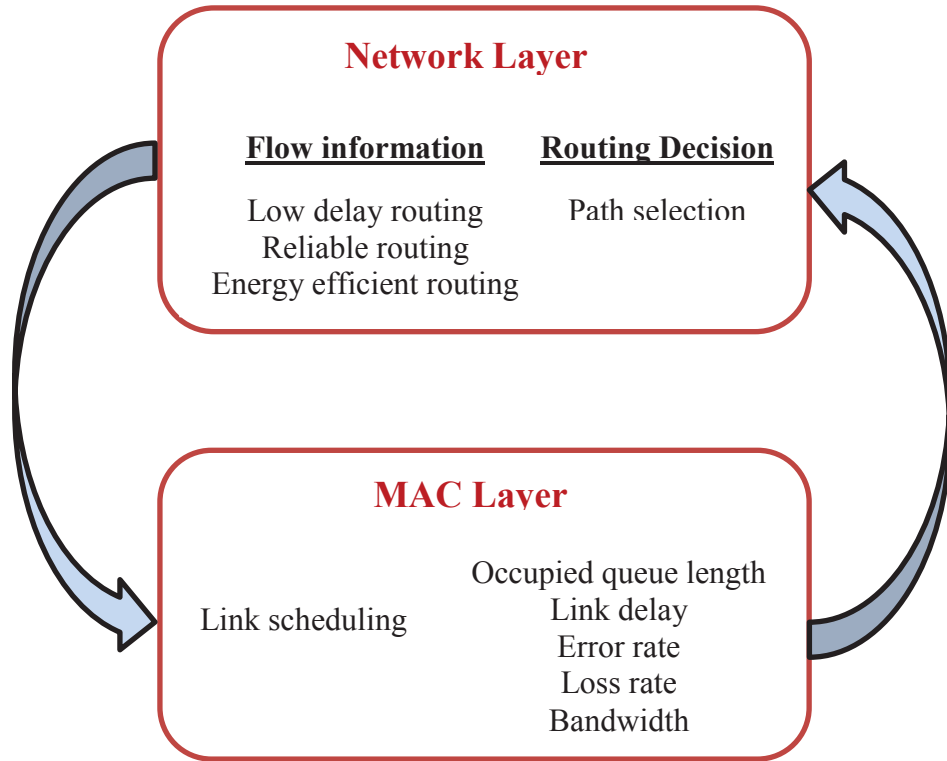 Network Layer
Flow information
Low delay routing
Reliable routing
Energy efficient routing
Routing Decision
Path selection
MAC Layer
Link scheduling
Occupied queue length
Link delay
Error rate
Loss rate
Bandwidth